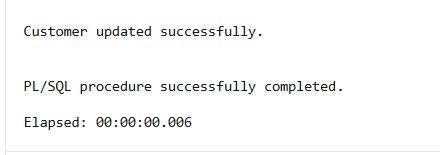 Customer updated successfully.
PL/SQL procedure successfully completed.
Elapsed: 00:00:00.006